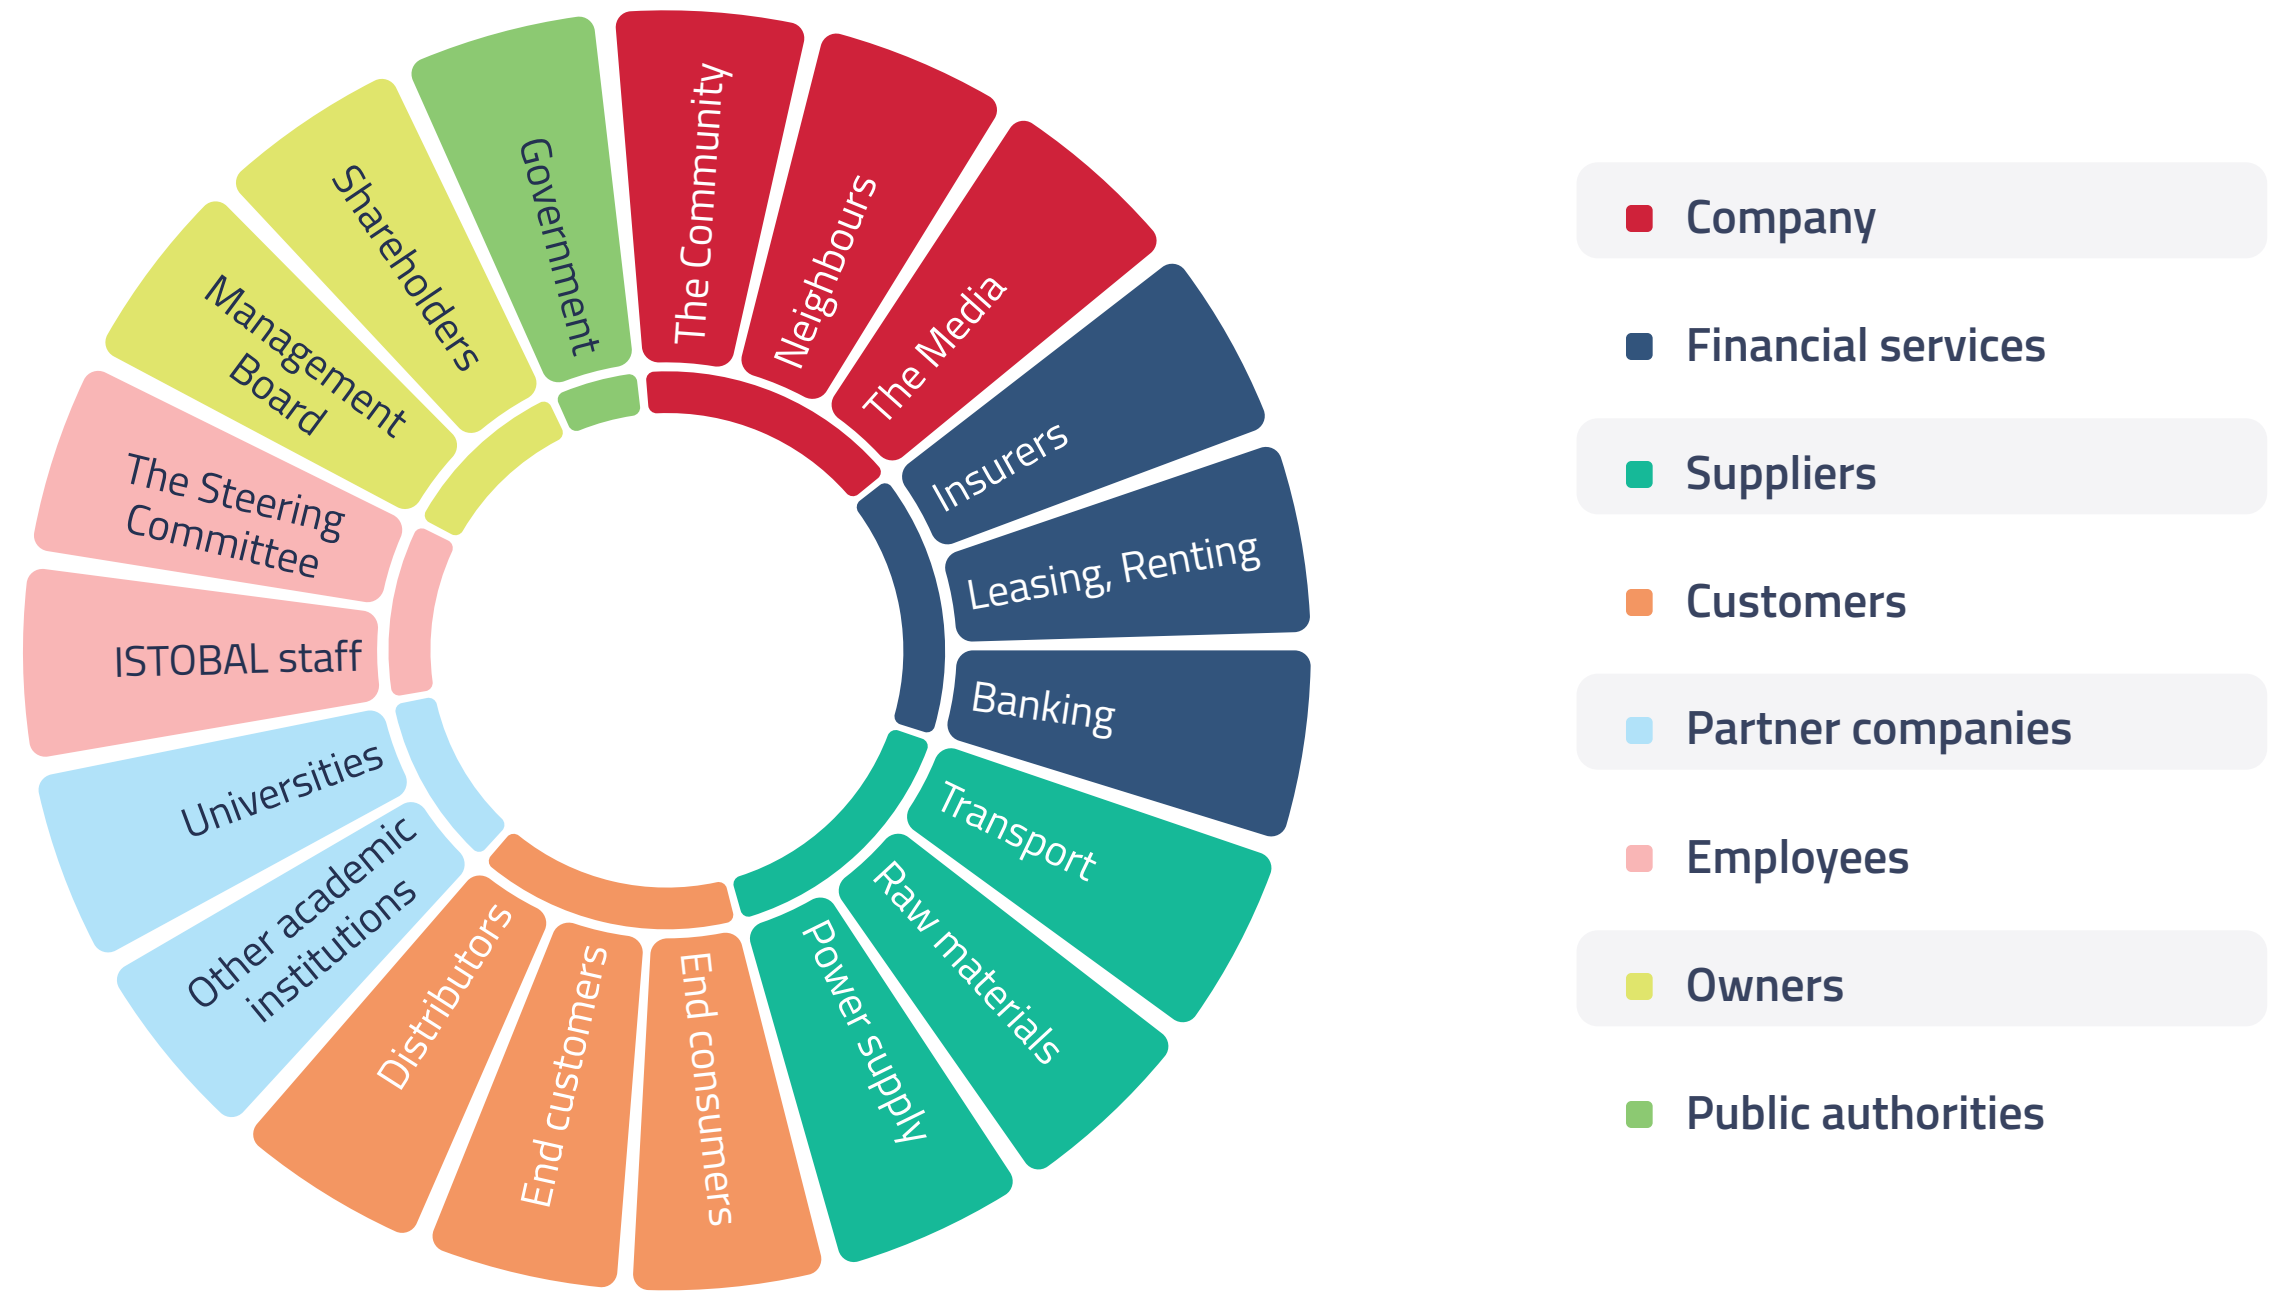 The Community
Neighbours
The Media
Insurers
Leasing, Renting
Banking
Transport
Raw materials
Power supply
End consumers
End customers
Distributors
Other academic
institutions
Universities
ISTOBAL staff
The Steering
Committee
Management
Board
Shareholders
Government
Company
Financial services
Suppliers
Customers
Partner companies
Employees
Owners
Public authorities